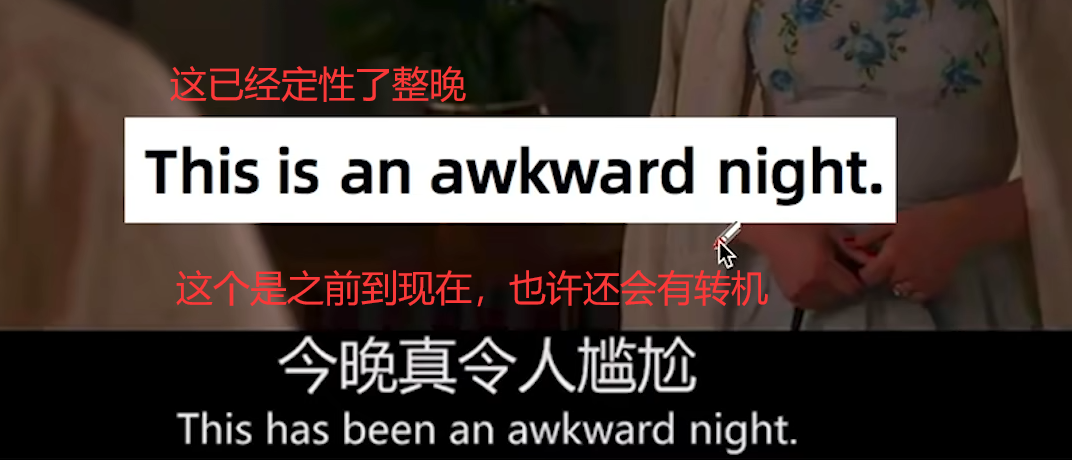 这已经定性了整晚
This is an awkward night.
这个是之前到现在，也许还会有转机
今晚真令人尴尬
This has been an awkward night.